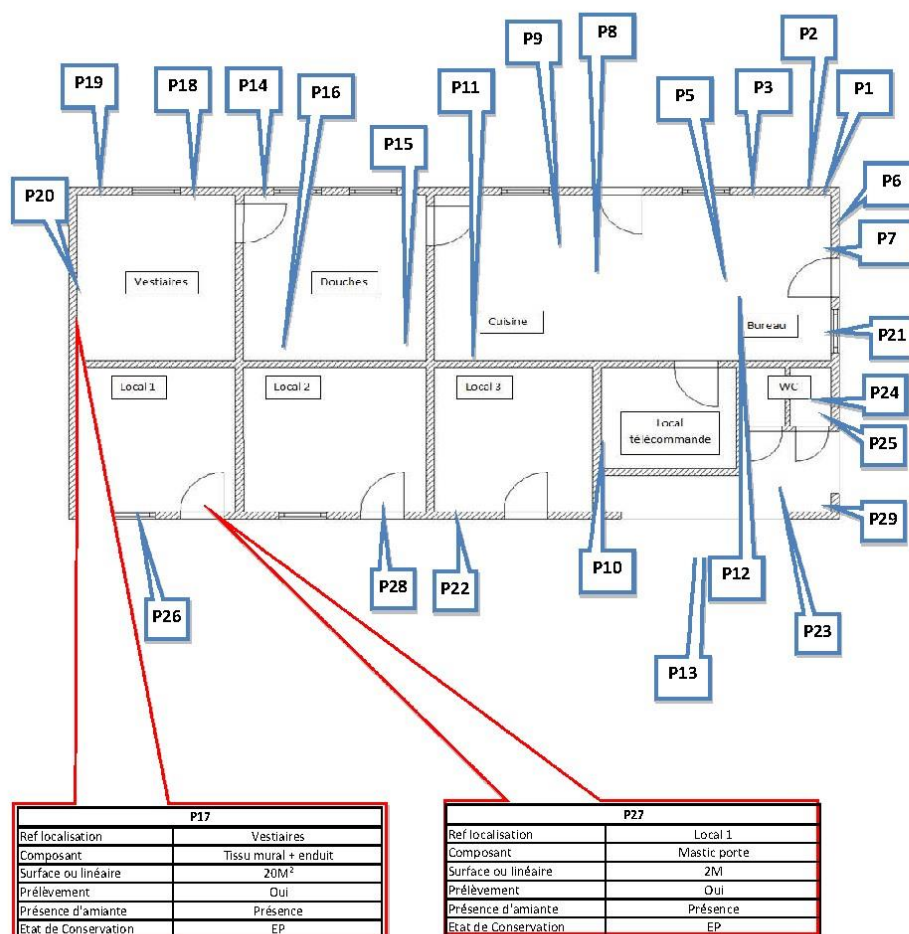 P9 P8 P2
P19 P18 P14 P16 P11 P5 P3 P1
P15
P20 P6
P7
Vestiaires Douches
Cuisine Bureau P21
Local 1 Local 2 Local 3 WC P24
Local
télécommande P25
P29
P10 P12
P26 P28 P22 P23
P13
P17
Ref localisation Vestiaires
Composant Tissu mural + enduit
Surface ou linéaire 20M²
Prélèvement Oui
Présence d'amiante Présence
Etat de Conservation EP
P27
Ref localisation Local 1
Composant Mastic porte
Surface ou linéaire 2M
Prélèvement Oui
Présence d'amiante Présence
Etat de Conservation EP